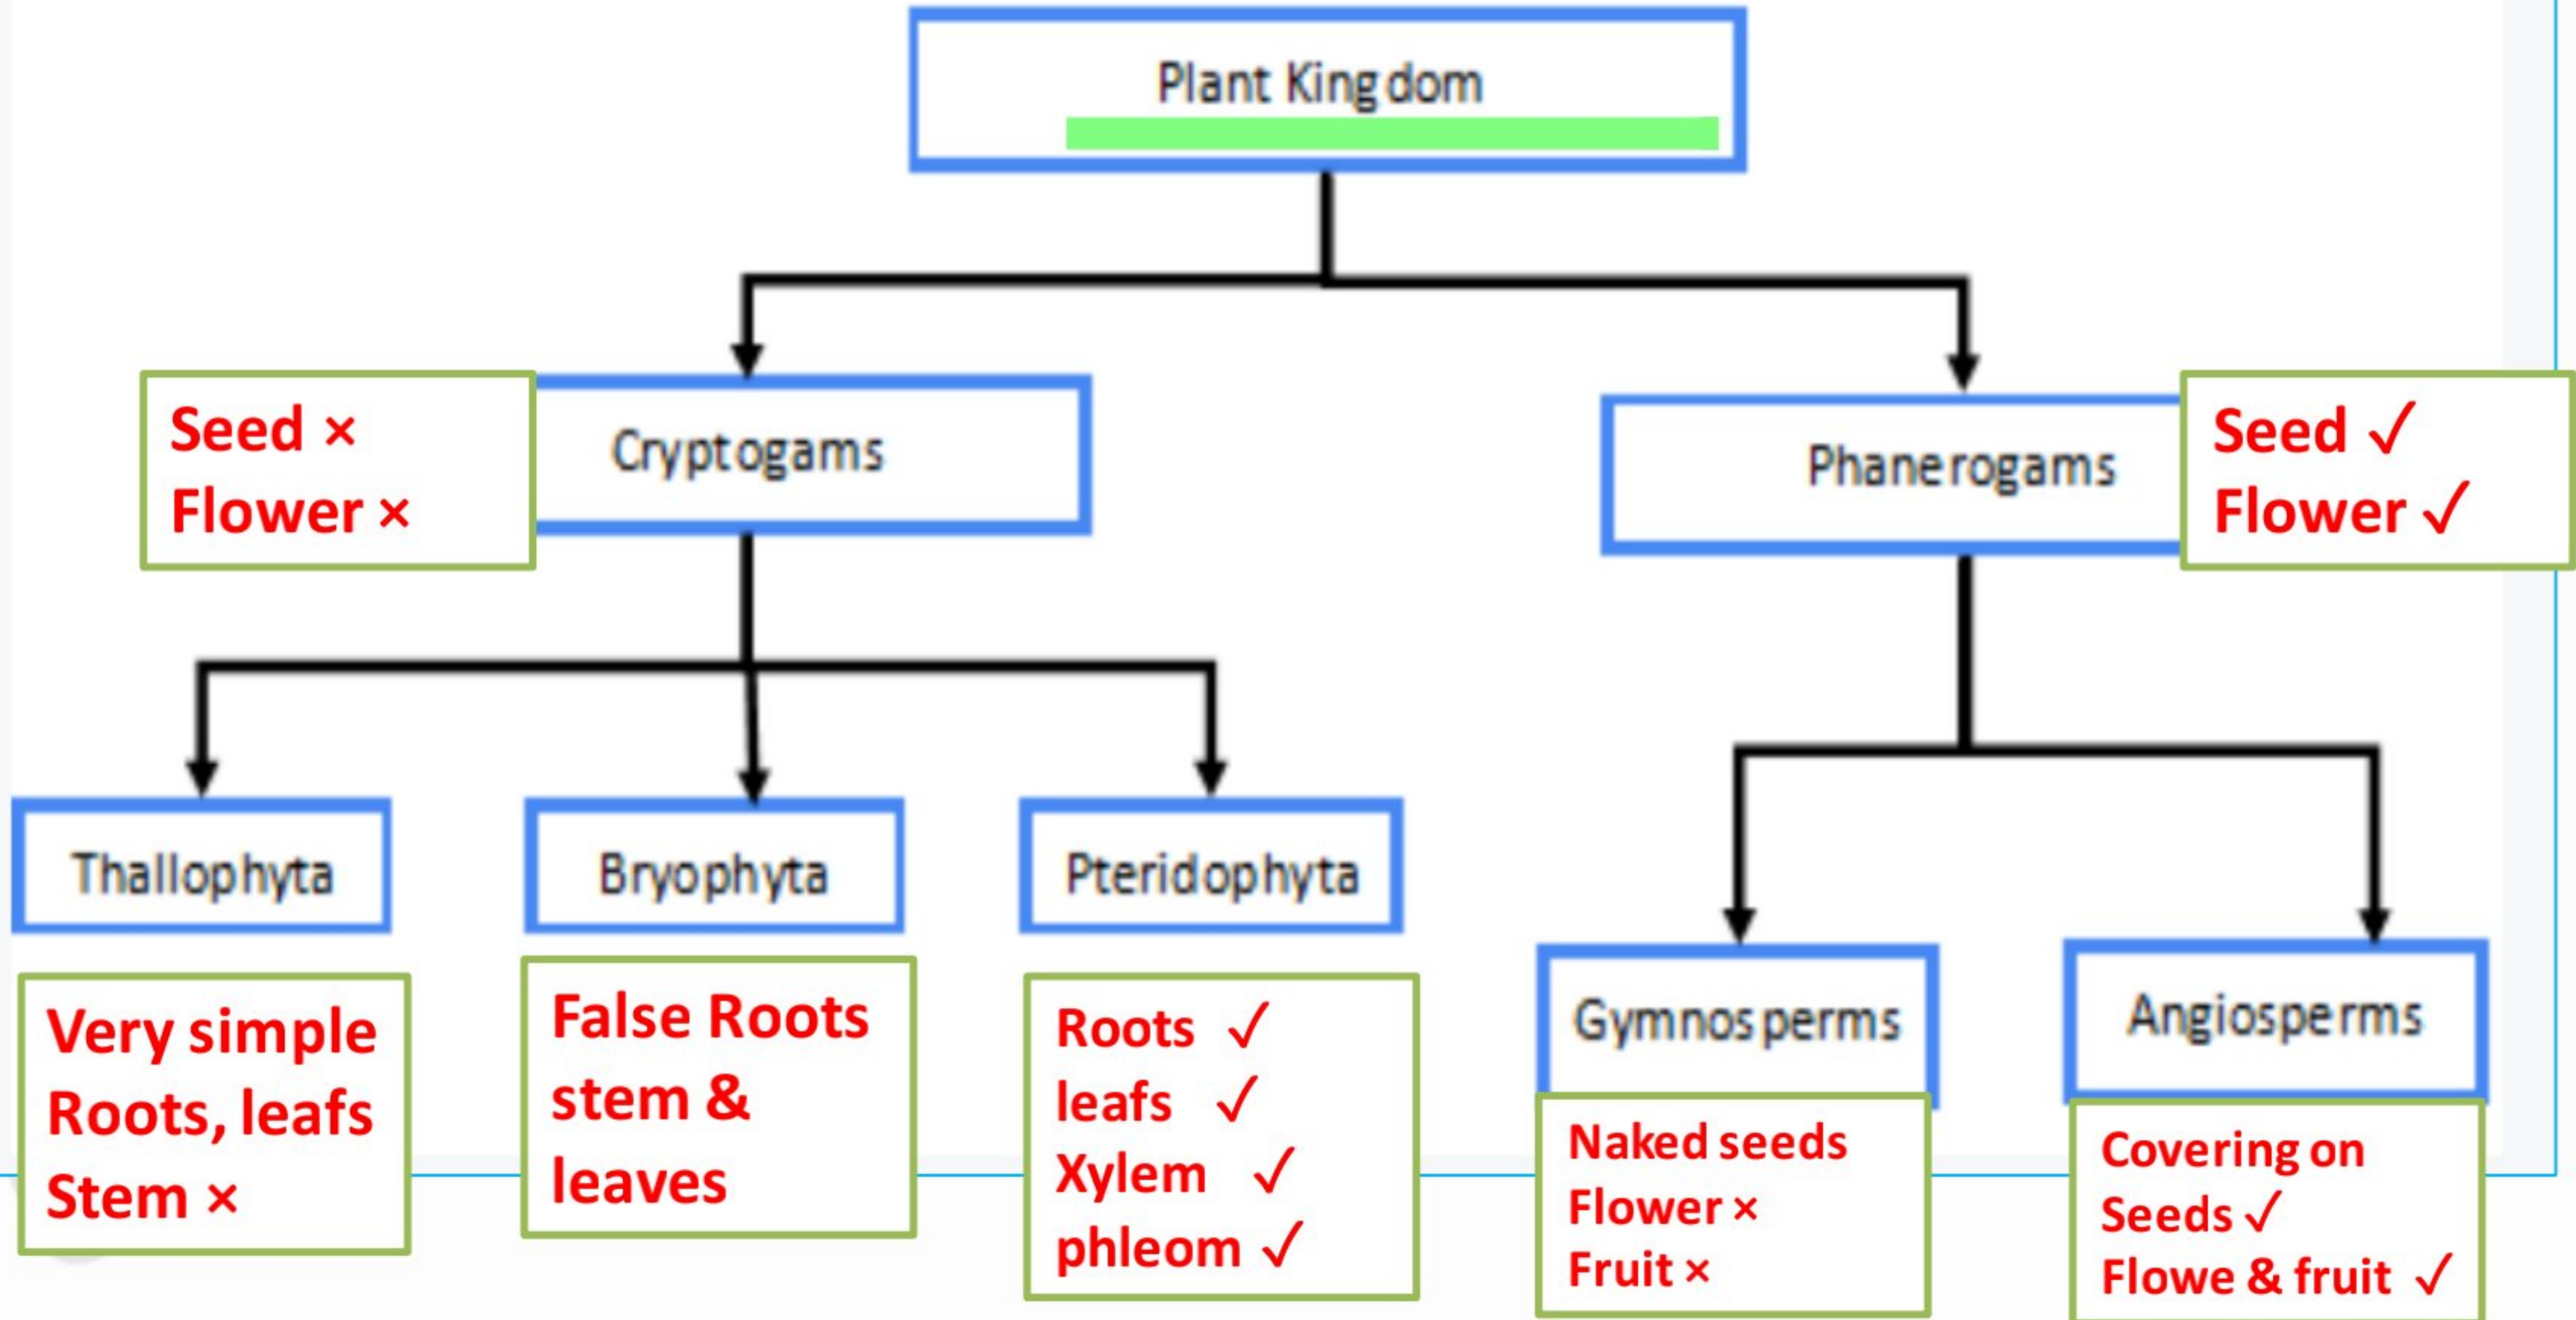 Plant Kingdom
Seed ×
Flower ×
Cryptogams
Phanerogams
Seed ✓
Flower ✓
Thallophyta
Bryophyta
Pteridophyta
Gymnosperms
Angiosperms
Very simple
Roots, leafs
Stem ×
False Roots
stem &
leaves
Roots ✓
leafs ✓
Xylem ✓
phleom ✓
Naked seeds
Flower ×
Fruit ×
Covering on
Seeds ✓
Flowe & fruit ✓